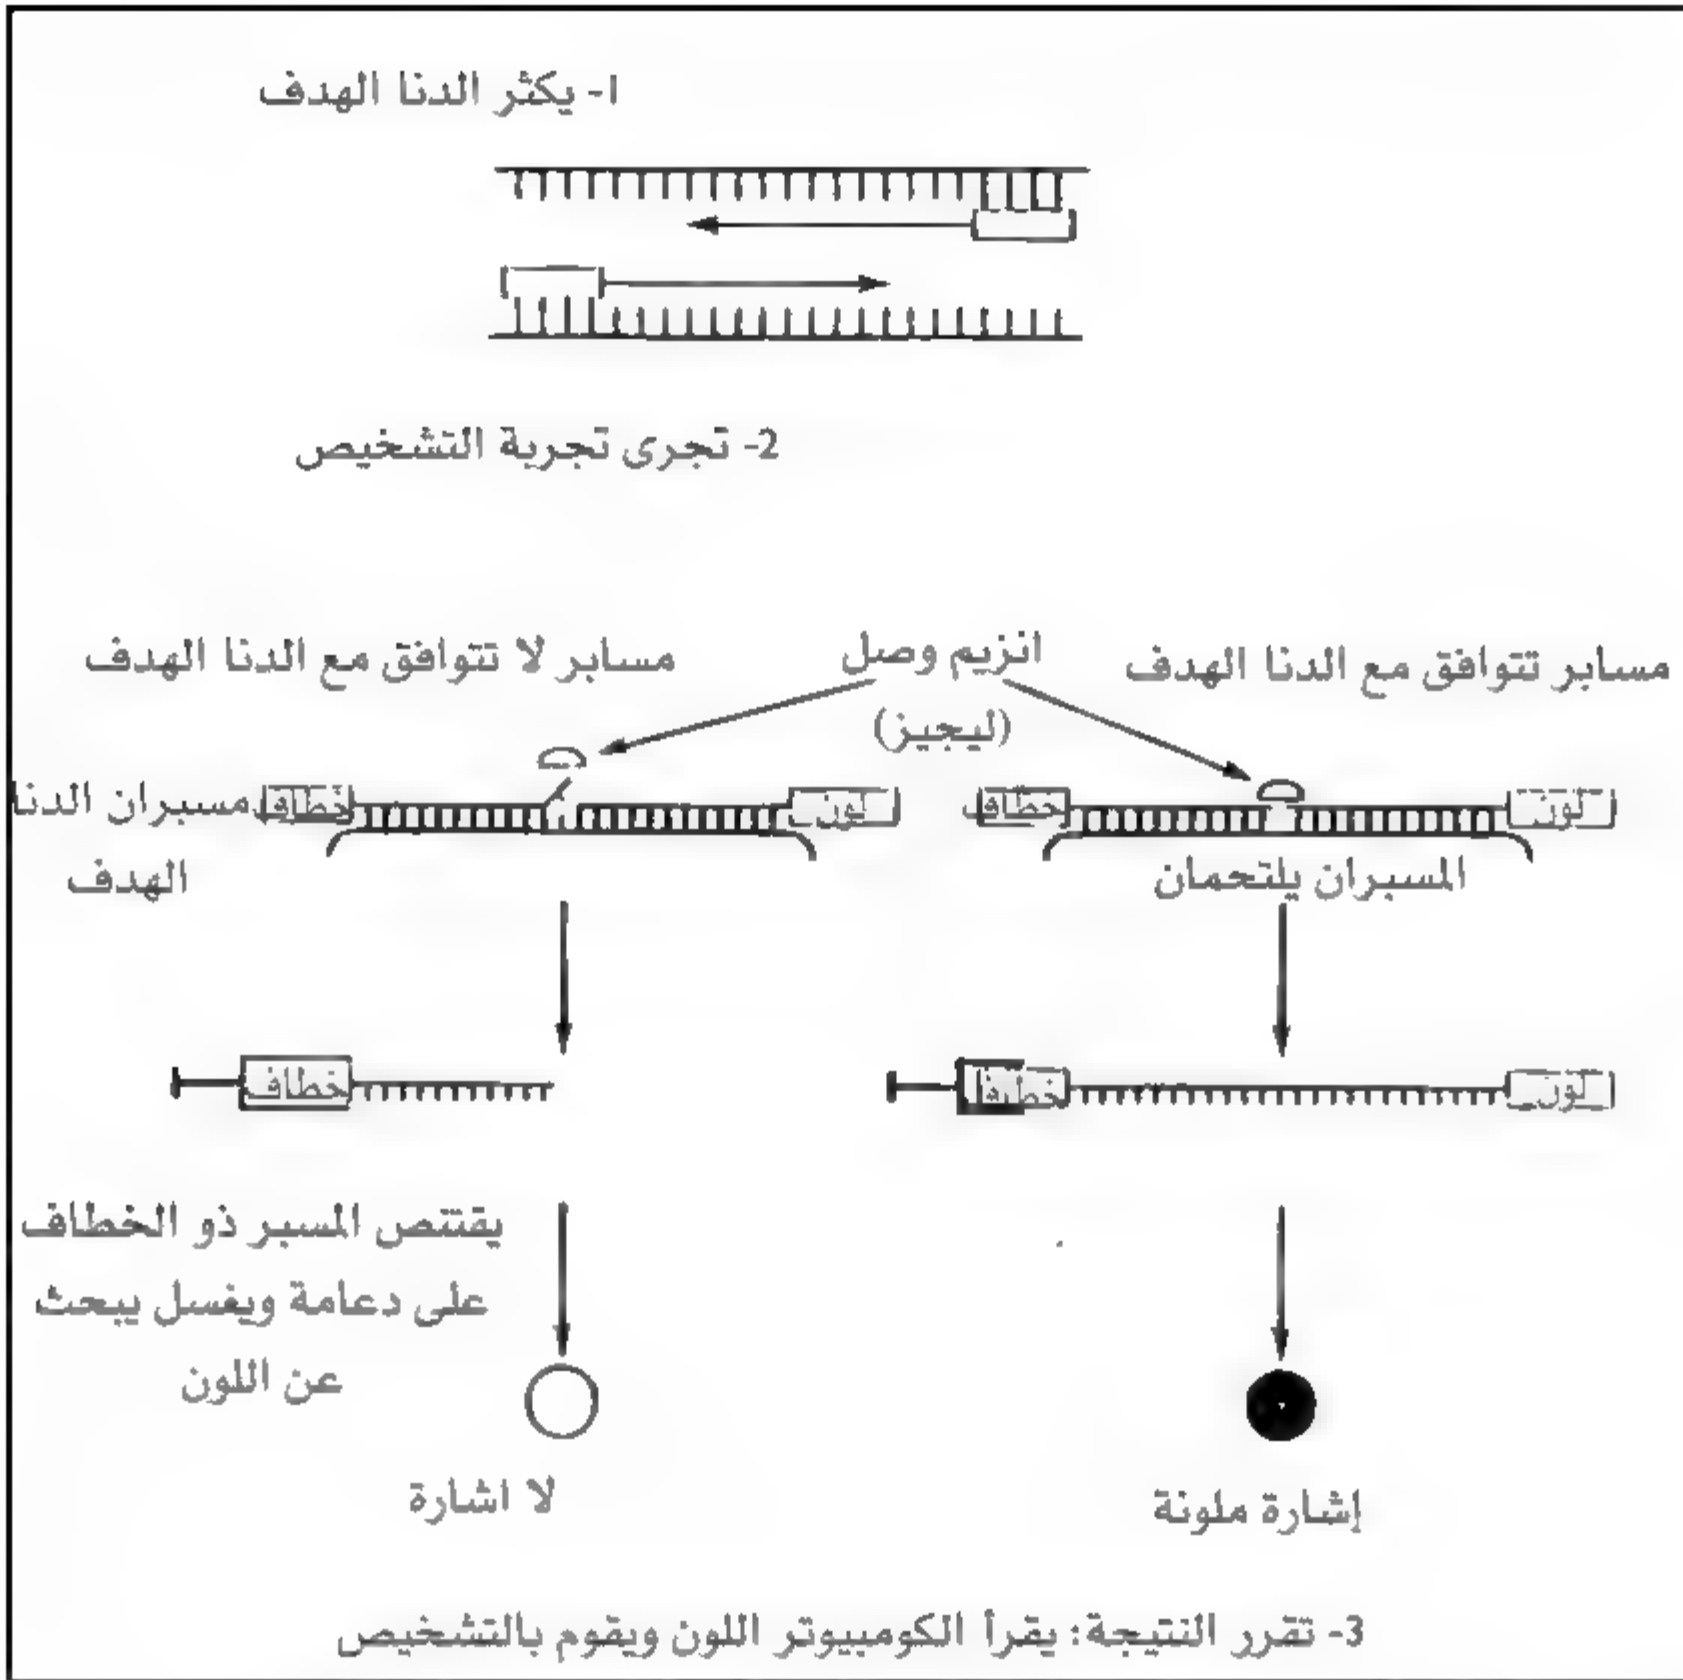 1- يكثر الدنا الهدف
2- تجرى تجربة التشخيص
مسابر تتوافق مع الدنا الهدف
انزيم وصل
(ليجيز)
مسابر لا تتوافق مع الدنا الهدف
لون
خطاف
لون
خطاف
مسبران الدنا
الهدف
المسبران يلتحمان
لون
خطاف
خطاف
يقتنص المسبر ذو الخطاف
على دعامة ويغسل يبحث
عن اللون
إشارة ملونة
لا اشارة
3- تقرر النتيجة: يقرأ الكومبيوتر اللون ويقوم بالتشخيص